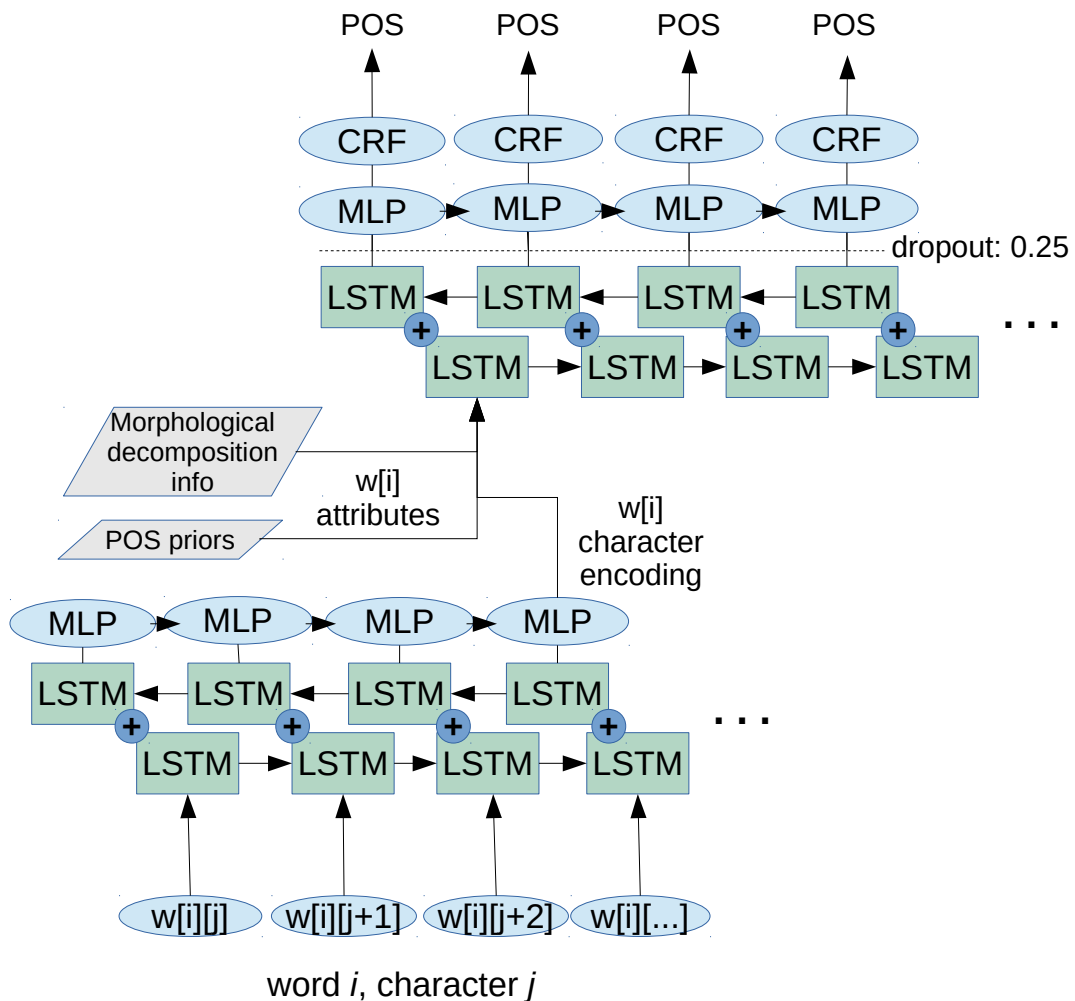 POS POS POS POS
CRF CRF CRF CRF
MLP MLP MLP MLP
dropout: 0.25
LSTM LSTM LSTM LSTM
+ + + +
...
LSTM LSTM LSTM LSTM
Morphological
decomposition
info
w[i]
attributes
POS priors
w[i]
character
encoding
MLP MLP MLP MLP
LSTM LSTM LSTM LSTM
+ + + +
...
LSTM LSTM LSTM LSTM
w[i][j] w[i][j+1] w[i][j+2] w[i][...]
word i, character j